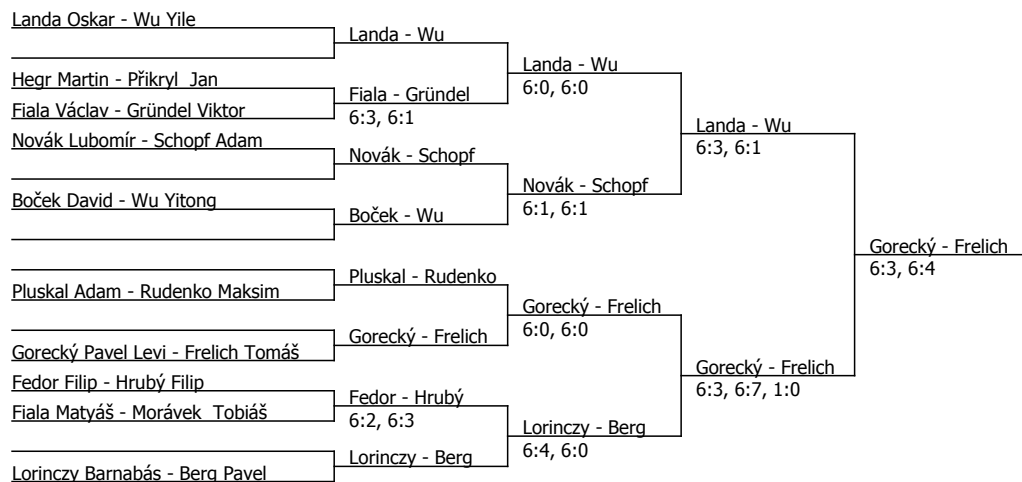 Landa Oskar - Wu Yile
Landa - Wu
Landa - Wu
6:0, 6:0
Hegr Martin - Přikryl  Jan
Fiala - Gründel
6:3, 6:1
Fiala Václav - Gründel Viktor
Landa - Wu
6:3, 6:1
Novák Lubomír - Schopf Adam
Novák - Schopf
Novák - Schopf
6:1, 6:1
Boček David - Wu Yitong
Boček - Wu
Gorecký - Frelich
6:3, 6:4
Pluskal - Rudenko
Pluskal Adam - Rudenko Maksim
Gorecký - Frelich
6:0, 6:0
Gorecký - Frelich
Gorecký Pavel Levi - Frelich Tomáš
Gorecký - Frelich
6:3, 6:7, 1:0
Fedor Filip - Hrubý Filip
Fedor - Hrubý
6:2, 6:3
Fiala Matyáš - Morávek  Tobiáš
Lorinczy - Berg
6:4, 6:0
Lorinczy - Berg
Lorinczy Barnabás - Berg Pavel